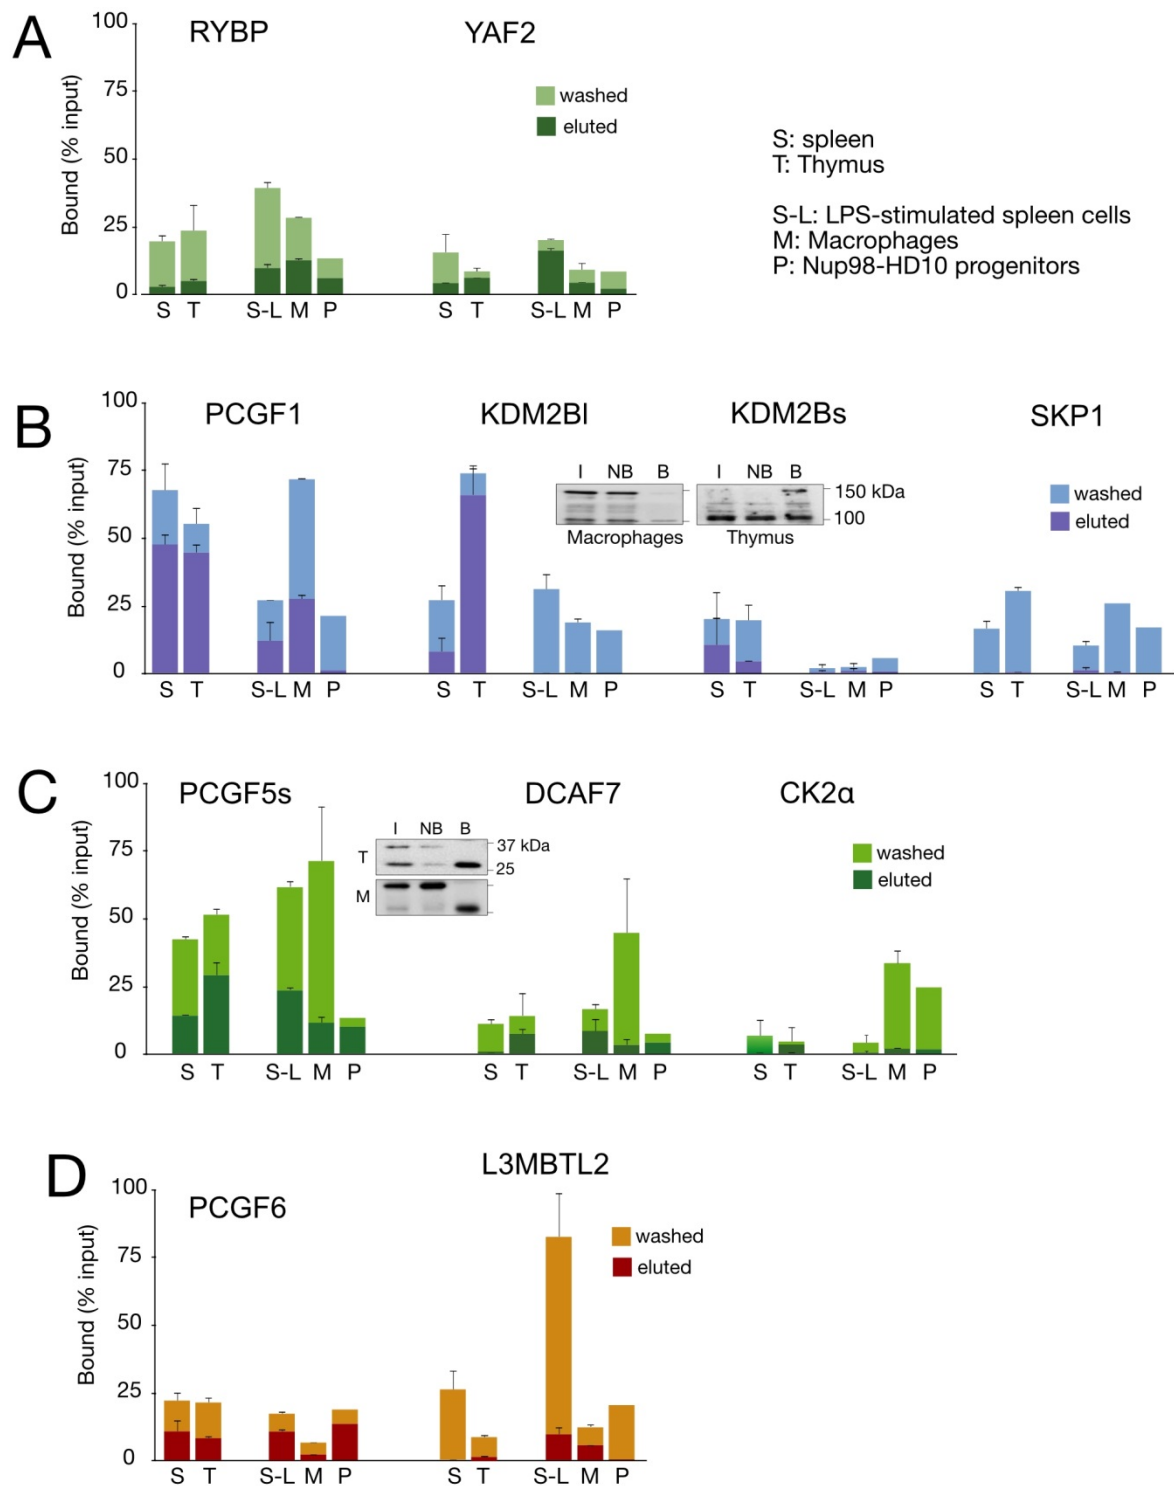 A
RYBP
YAF2
Bound (% input)
100
75
50
25
0
washed
eluted
S T S-L M P
S T S-L M P
S: spleen
T: Thymus
S-L: LPS-stimulated spleen cells
M: Macrophages
P: Nup98-HD10 progenitors
B
PCGF1
KDM2Bl
KDM2Bs
SKP1
Bound (% input)
100
75
50
25
0
I NB B
I NB B
150 kDa
100
Macrophages
Thymus
washed
eluted
S T S-L M P
S T S-L M P
S T S-L M P
S T S-L M P
C
PCGF5s
DCAF7
CK2α
Bound (% input)
100
75
50
25
0
I NB B
T
M
37 kDa
25
washed
eluted
S T S-L M P
S T S-L M P
S T S-L M P
D
PCGF6
L3MBTL2
Bound (% input)
100
75
50
25
0
washed
eluted
S T S-L M P
S T S-L M P